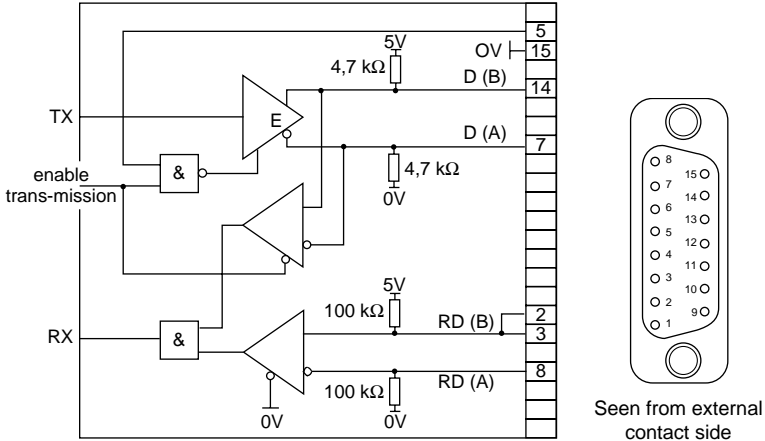 5V
5
OV
15
4,7 kΩ
D (B)
14
TX
E
D (A)
7
enable
trans-mission
&
4,7 kΩ
0V
5V
100 kΩ
RD (B)
2
3
RX
&
RD (A)
8
100 kΩ
0V
0V
8
15
7
14
6
13
5
12
4
11
3
10
2
9
1
Seen from external
contact side